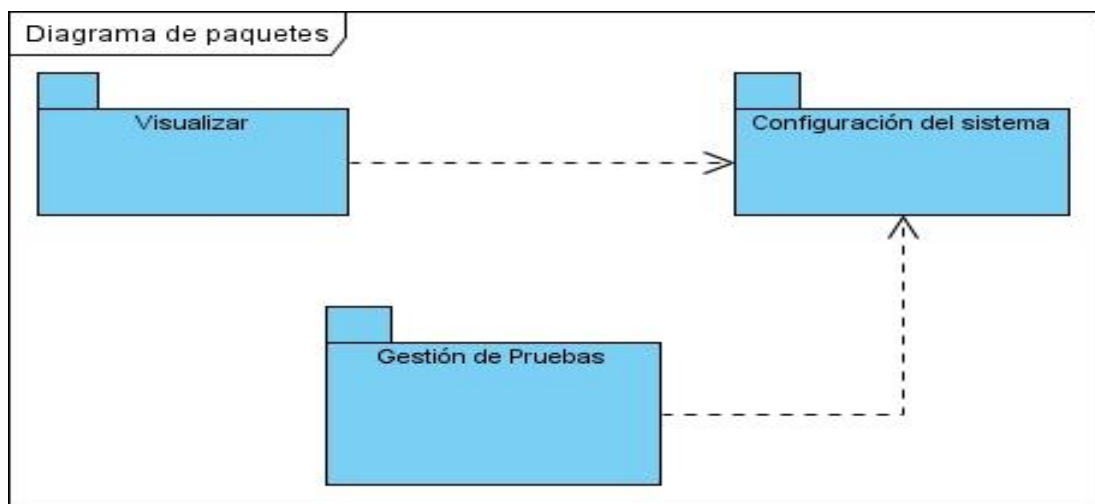 Diagrama de paquetes
Visualizar
Configuración del sistema
Gestión de Pruebas